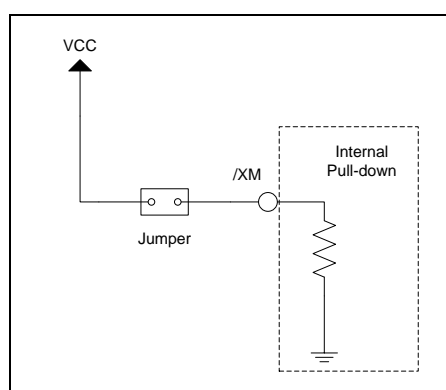 VCC
Internal
Pull-down
/XM
Jumper